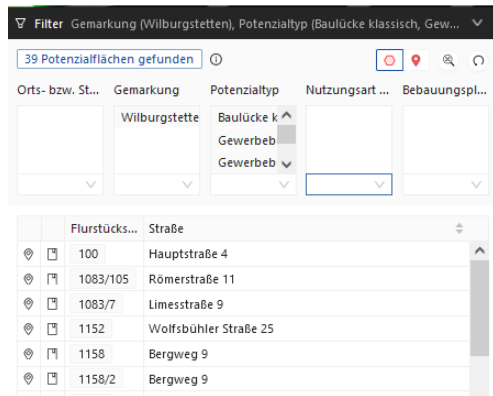 Filter Gemarkung (Wilburgstetten), Potenzialtyp (Baulücke klassisch, Gew...
39 Potenzialflächen gefunden
Orts- bzw. St... Gemarkung Potenzialtyp Nutzungsart ... Bebauungspl...
Wilburgstette Baulücke k
Gewerbeb
Gewerbeb
Flurstücks... Straße
100 Hauptstraße 4
1083/105 Römerstraße 11
1083/7 Limesstraße 9
1152 Wolfsbühler Straße 25
1158 Bergweg 9
1158/2 Bergweg 9